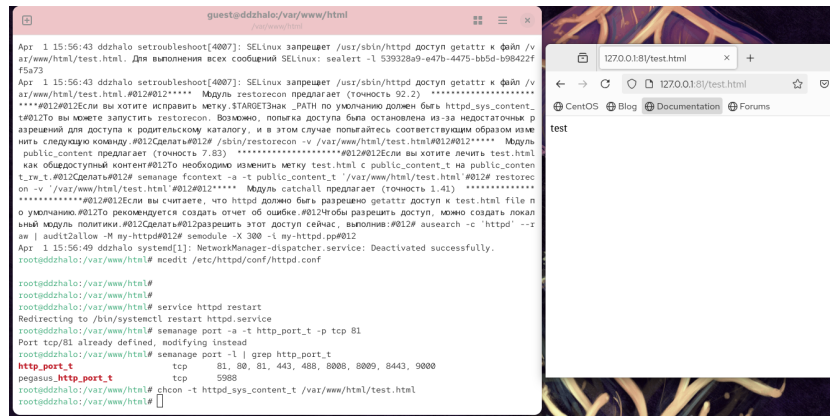 guest@ddzhalo:/var/www/html
/var/www/html
Apr  1 15:56:43 ddzhalo setroubleshoot[4007]: SELinux запрещает /usr/sbin/httpd доступ getattr к файл /v
ar/www/html/test.html. Для выполнения всех сообщений SELinux: sealert -l 539328a9-e47b-4475-bb5d-b98422f
f5a73
Apr  1 15:56:43 ddzhalo setroubleshoot[4007]: SELinux запрещает /usr/sbin/httpd доступ getattr к файл /v
ar/www/html/test.html.#012#012***** Модуль restorecon предлагает (точность 92.2) *********************
****#012#012Если вы хотите исправить метку.$TARGETЗнак _PATH по умолчанию должен быть httpd_sys_content_
t#012То вы можете запустить restorecon. Возможно, попытка доступа была остановлена из-за недостаточных р
азрешений для доступа к родительскому каталогу, и в этом случае попытайтесь соответствующим образом изме
нить следующую команду.#012Сделать#012# /sbin/restorecon -v /var/www/html/test.html#012#012***** Модуль
 public_content предлагает (точность 7.83) ********************#012#012Если вы хотите лечить test.html
 как общедоступный контент#012То необходимо изменить метку test.html с public_content_t на public_conten
t_rw_t.#012Сделать#012# semanage fcontext -a -t public_content_t '/var/www/html/test.html'#012# restorec
on -v '/var/www/html/test.html'#012#012***** Модуль catchall предлагает (точность 1.41) **************
*************#012#012Если вы считаете, что httpd должно быть разрешено getattr доступ к test.html file п
о умолчанию.#012То рекомендуется создать отчет об ошибке.#012Чтобы разрешить доступ, можно создать локал
ьный модуль политики.#012Сделать#012разрешить этот доступ сейчас, выполнив:#012# ausearch -c 'httpd' --r
aw | audit2allow -M my-httpd#012# semodule -X 300 -i my-httpd.pp#012
Apr  1 15:56:49 ddzhalo systemd[1]: NetworkManager-dispatcher.service: Deactivated successfully.
root@ddzhalo:/var/www/html# mcedit /etc/httpd/conf/httpd.conf
root@ddzhalo:/var/www/html#
root@ddzhalo:/var/www/html#
root@ddzhalo:/var/www/html# service httpd restart
Redirecting to /bin/systemctl restart httpd.service
root@ddzhalo:/var/www/html# semanage port -a -t http_port_t -p tcp 81
Port tcp/81 already defined, modifying instead
root@ddzhalo:/var/www/html# semanage port -l | grep http_port_t
http_port_t                    tcp      81, 80, 81, 443, 488, 8008, 8009, 8443, 9000
pegasus_http_port_t            tcp      5988
root@ddzhalo:/var/www/html# chcon -t httpd_sys_content_t /var/www/html/test.html
root@ddzhalo:/var/www/html#
127.0.0.1:81/test.html
127.0.0.1:81/test.html
CentOS Blog Documentation Forums
test